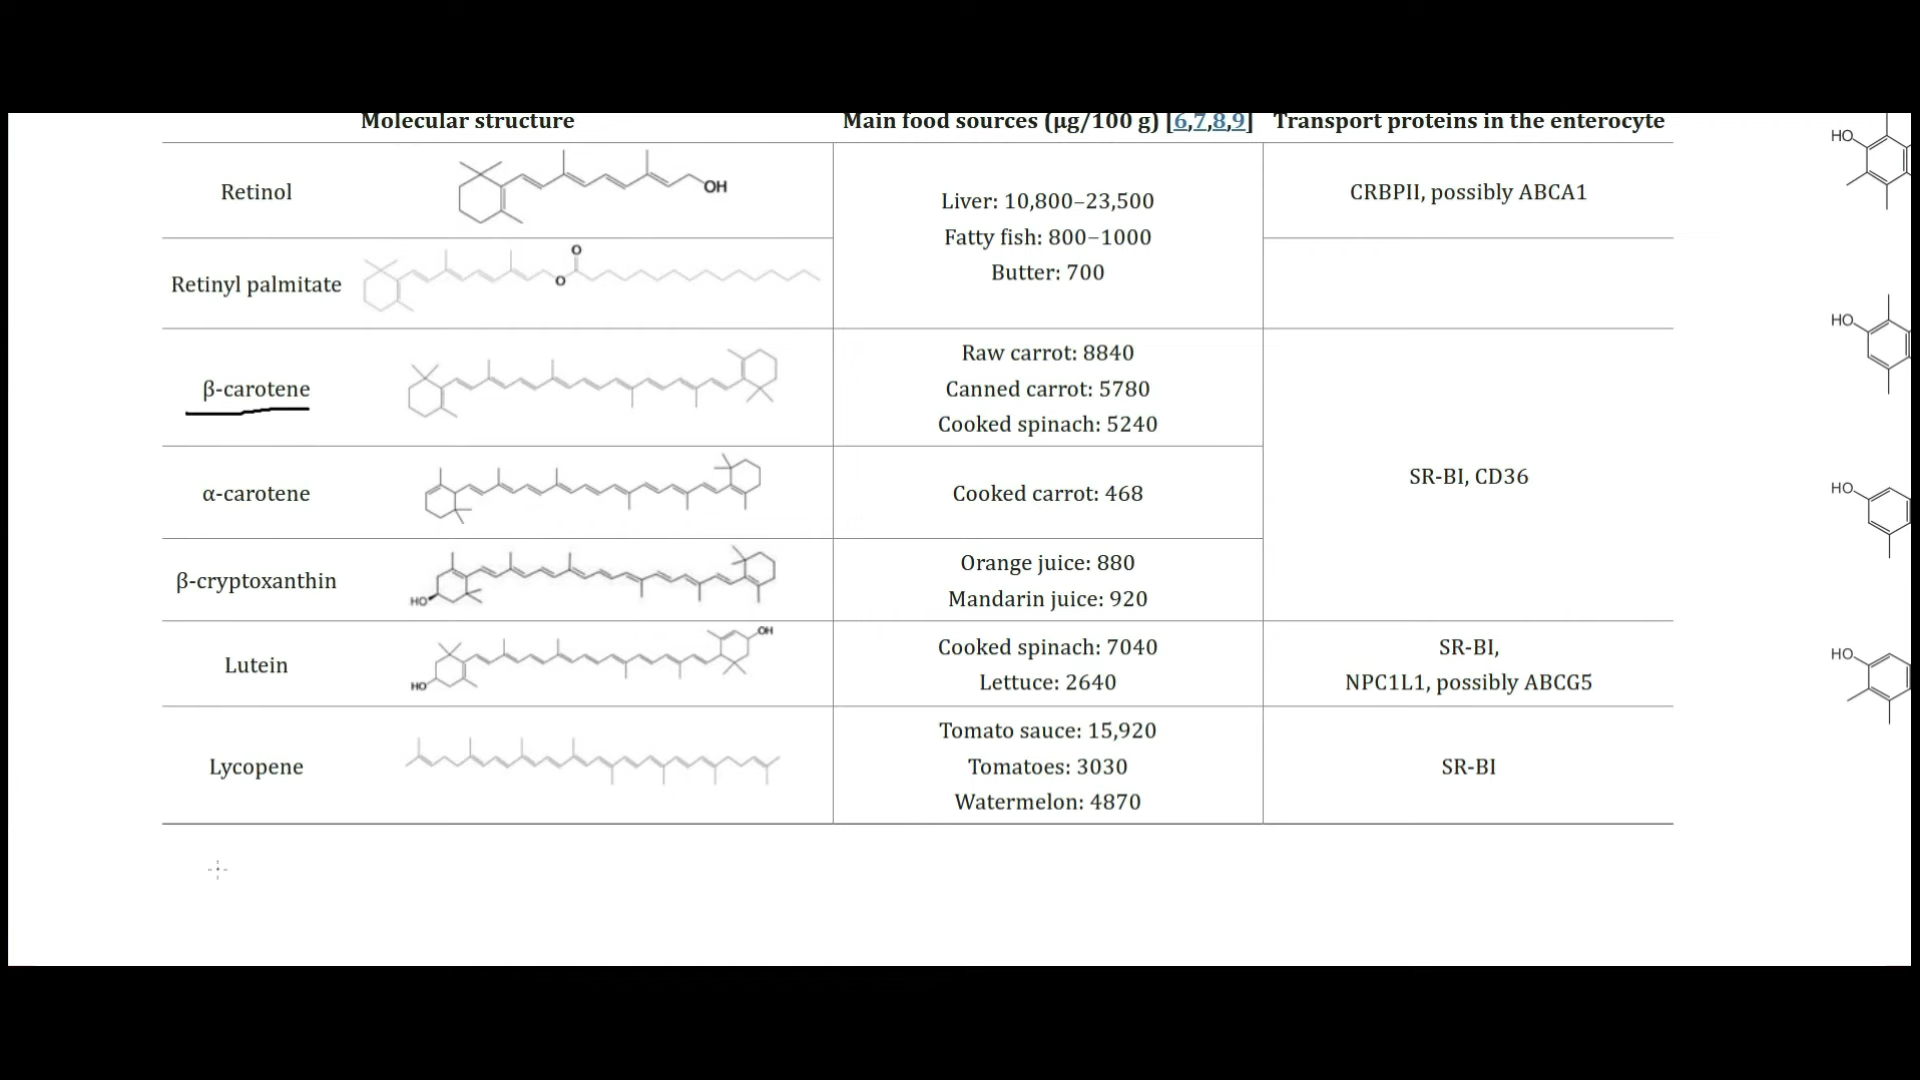 Molecular structure Main food sources (μg/100 g) [6,7,8,9] Transport proteins in the enterocyte
Retinol
OH
Liver: 10,800–23,500
Fatty fish: 800–1000
Butter: 700
CRBPII, possibly ABCA1
Retinyl palmitate
O
O
β-carotene
Raw carrot: 8840
Canned carrot: 5780
Cooked spinach: 5240
SR-BI, CD36
α-carotene
Cooked carrot: 468
β-cryptoxanthin
HO
Orange juice: 880
Mandarin juice: 920
Lutein
OH
HO
Cooked spinach: 7040
Lettuce: 2640
SR-BI,
NPC1L1, possibly ABCG5
Lycopene
Tomato sauce: 15,920
Tomatoes: 3030
Watermelon: 4870
SR-BI
HO
HO
HO
HO